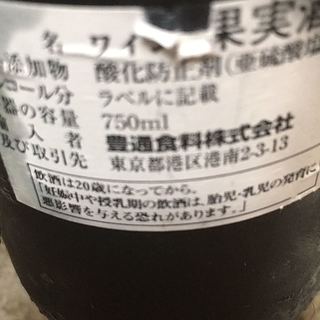 名 ワイン 果実酒
添加物 酸化防止剤(亜硫酸塩
コール分 ラベルに記載
器の容量 750ml
入者 豊通食料株式会社
及び取引先 東京都港区港南2-3-13
飲酒は20歳になってから。
「妊娠中や授乳期の飲酒は、胎児・乳児の発育に
悪影響を与える恐れがあります。」